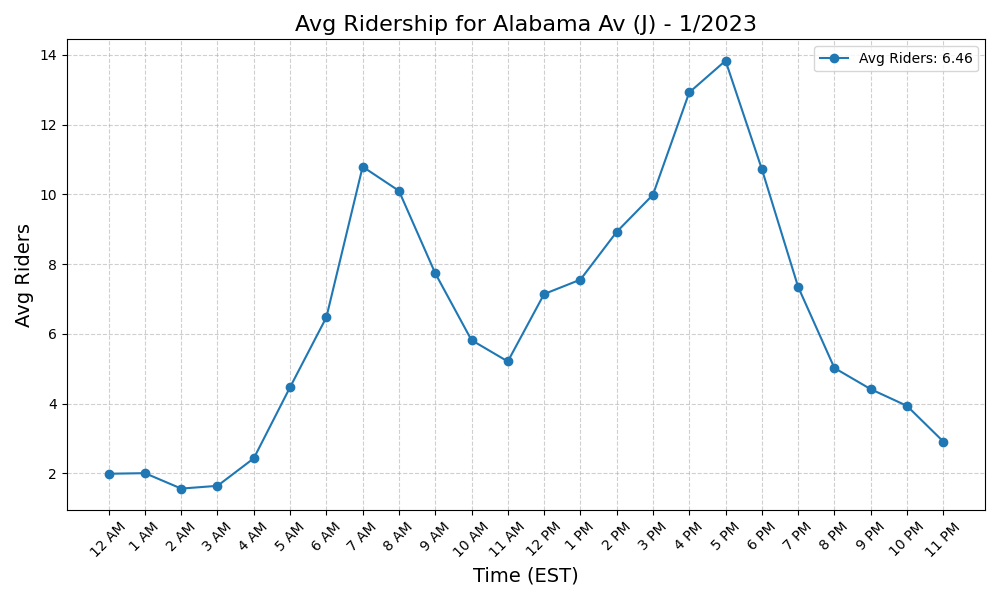 Avg Ridership for Alabama Av (J) - 1/2023
Avg Riders: 6.46
Avg Riders
14
12
10
8
6
4
2
12 AM
1 AM
2 AM
3 AM
4 AM
5 AM
6 AM
7 AM
8 AM
9 AM
10 AM
11 AM
12 PM
1 PM
2 PM
3 PM
4 PM
5 PM
6 PM
7 PM
8 PM
9 PM
10 PM
11 PM
Time (EST)